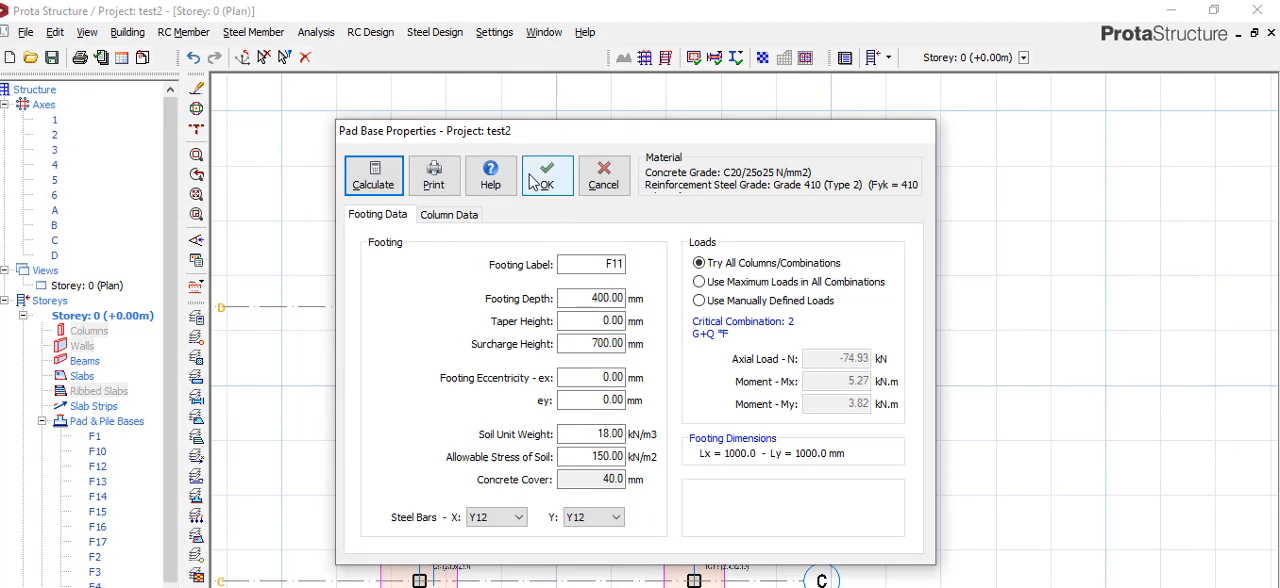 Prota Structure / Project: test2 - [Storey: 0 (Plan)]
File Edit View Building RC Member Steel Member Analysis RC Design Steel Design Settings Window Help
ProtaStructure
Storey: 0 (+0.00m)
Structure
Axes
1
2
3
4
5
6
A
B
C
D
Views
Storey: 0 (Plan)
Storeys
Storey: 0 (+0.00m)
Columns
Walls
Beams
Slabs
Ribbed Slabs
Slab Strips
Pad & Pile Bases
F1
F10
F12
F13
F14
F15
F16
F17
F2
F3
F4
D
C
C
Pad Base Properties - Project: test2
Calculate Print Help OK Cancel
Material
Concrete Grade: C20/25o25 N/mm2)
Reinforcement Steel Grade: Grade 410 (Type 2) (Fyk = 410
Footing Data Column Data
Footing
Footing Label: F11
Footing Depth: 400.00 mm
Taper Height: 0.00 mm
Surcharge Height: 700.00 mm
Footing Eccentricity - ex: 0.00 mm
ey: 0.00 mm
Soil Unit Weight: 18.00 kN/m3
Allowable Stress of Soil: 150.00 kN/m2
Concrete Cover: 40.0 mm
Steel Bars - X: Y12 Y: Y12
Loads
Try All Columns/Combinations
Use Maximum Loads in All Combinations
Use Manually Defined Loads
Critical Combination: 2
G+Q *F
Axial Load - N: -74.93 kN
Moment - Mx: 5.27 kN.m
Moment - My: 3.82 kN.m
Footing Dimensions
Lx = 1000.0 - Ly = 1000.0 mm